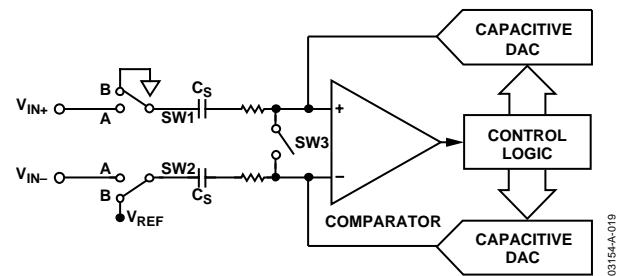 CAPACITIVE
DAC
B
C_S
V_IN+
A
SW1
+
SW3
CONTROL
LOGIC
A
SW2
V_IN–
–
B
C_S
V_REF
COMPARATOR
CAPACITIVE
DAC
03154-A-019